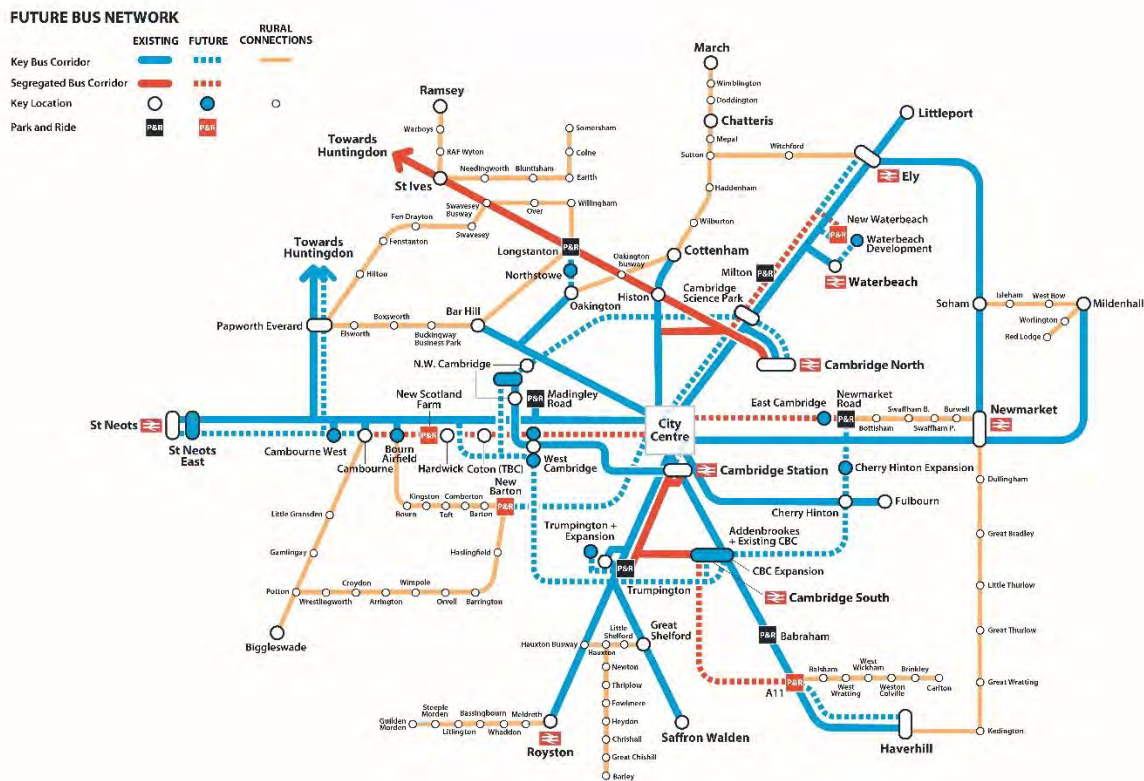 FUTURE BUS NETWORK
EXISTING
FUTURE
RURAL
CONNECTIONS
Key Bus Corridor
Segregated Bus Corridor
Key Location
Park and Ride
P&R
P&R
March
Wimblington
Doddington
Chatteris
Mepal
Sutton
Witchford
Haddenham
Wilburton
Cottenham
Littleport
Ely
Ramsey
Warboys
RAF Wyton
St Ives
Needingworth
Bluntsham
Earith
Colne
Somersham
Towards
Huntingdon
Swavesey
Busway
Over
Willingham
Fen Drayton
Fenstanton
Swavesey
Hilton
Longstanton
P&R
Northstowe
Oakington
Oakington
busway
Histon
Towards
Huntingdon
Papworth Everard
Elsworth
Boxsworth
Buckingway
Business Park
Bar Hill
Milton
P&R
Cambridge
Science Park
New Waterbeach
P&R
Waterbeach
Development
Waterbeach
Cambridge North
Soham
Isleham
West Row
Mildenhall
Worlington
Red Lodge
N.W. Cambridge
P&R
Madingley
Road
City
Centre
East Cambridge
Newmarket
Road
P&R
Bottisham
Swaffham B.
Swaffham P.
Burwell
Newmarket
St Neots
St Neots
East
Cambourne West
Cambourne
Bourn
Airfield
New Scotland
Farm
P&R
Hardwick
Coton (TBC)
West
Cambridge
New
Barton
P&R
Kingston
Comberton
Bourn
Toft
Barton
Haslingfield
Little Gransden
Gamlingay
Potton
Wrestlingworth
Croydon
Arrington
Wimpole
Orvell
Barrington
Biggleswade
Cambridge Station
Cherry Hinton Expansion
Cherry Hinton
Fulbourn
Trumpington +
Expansion
P&R
Trumpington
Addenbrookes
+ Existing CBC
CBC Expansion
Cambridge South
P&R
Babraham
P&R
A11
Balsham
West
Wratting
West
Wickham
Weston
Colville
Brinkley
Carlton
Haverhill
Kedington
Dullingham
Great Bradley
Little Thurlow
Great Thurlow
Great Wratting
Hauxton Busway
Little
Shelford
Hauxton
Great
Shelford
Newton
Thriplow
Fowlmere
Heydon
Chrishall
Great Chishill
Barley
Saffron Walden
Royston
Meldreth
Whaddon
Bassingbourn
Litlington
Steeple
Morden
Guilden
Morden